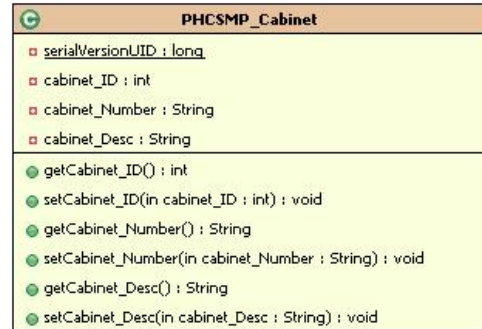 C PHCSMP_Cabinet
serialVersionUID : long
cabinet_ID : int
cabinet_Number : String
cabinet_Desc : String
getCabinet_ID() : int
setCabinet_ID(in cabinet_ID : int) : void
getCabinet_Number() : String
setCabinet_Number(in cabinet_Number : String) : void
getCabinet_Desc() : String
setCabinet_Desc(in cabinet_Desc : String) : void